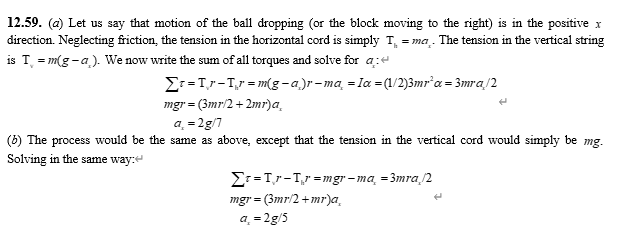 12.59. (a) Let us say that motion of the ball dropping (or the block moving to the right) is in the positive x
direction. Neglecting friction, the tension in the horizontal cord is simply Tₕ = maₓ. The tension in the vertical string
is Tᵥ = m(g − aₓ). We now write the sum of all torques and solve for aₓ:↵
∑τ = Tᵥr − Tₕr = m(g − aₓ)r − maₓ = Iα = (1/2)3mr²α = 3mraₓ/2
mgr = (3mr/2 + 2mr)aₓ ↵
aₓ = 2g/7
(b) The process would be the same as above, except that the tension in the vertical cord would simply be mg.
Solving in the same way:↵
∑τ = Tᵥr − Tₕr = mgr − maₓ = 3mraₓ/2
mgr = (3mr/2 + mr)aₓ ↵
aₓ = 2g/5